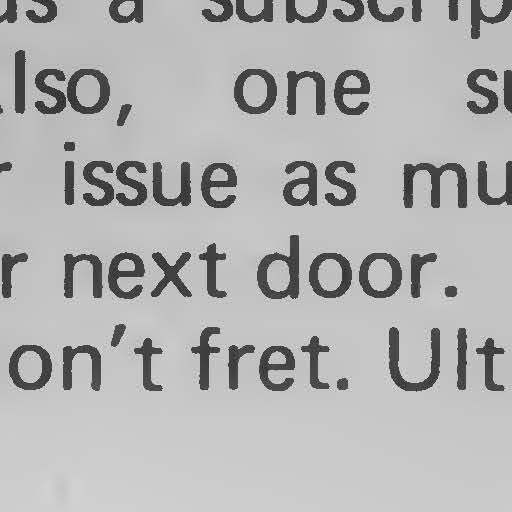 us a subscrip
lso, one su
r issue as mu
r next door.
on't fret. Ult